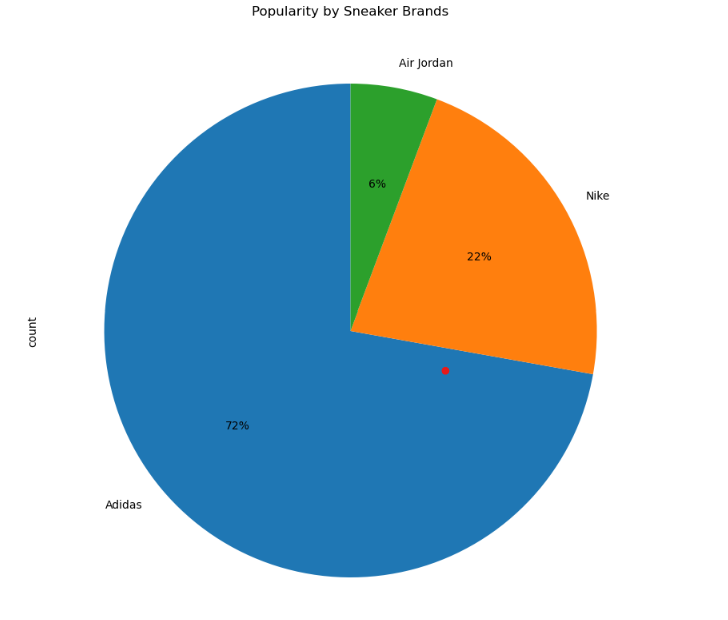 Popularity by Sneaker Brands
Air Jordan
6%
Nike
22%
count
72%
Adidas